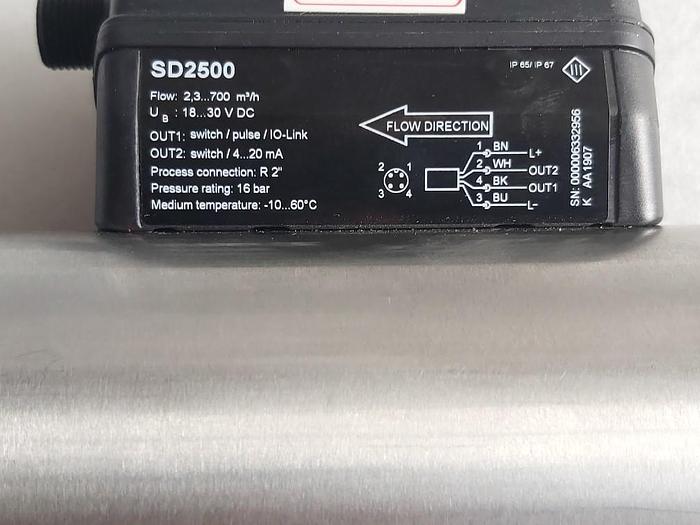 SD2500
IP 65/ IP 67
Flow: 2,3...700 m³/h
U B : 18...30 V DC
OUT1: switch / pulse / IO-Link
OUT2: switch / 4...20 mA
Process connection: R 2"
Pressure rating: 16 bar
Medium temperature: -10...60°C
FLOW DIRECTION
2 1
3 4
1 BN L+
2 WH OUT2
4 BK OUT1
3 BU L-
SN: 000006332956
K AA1907